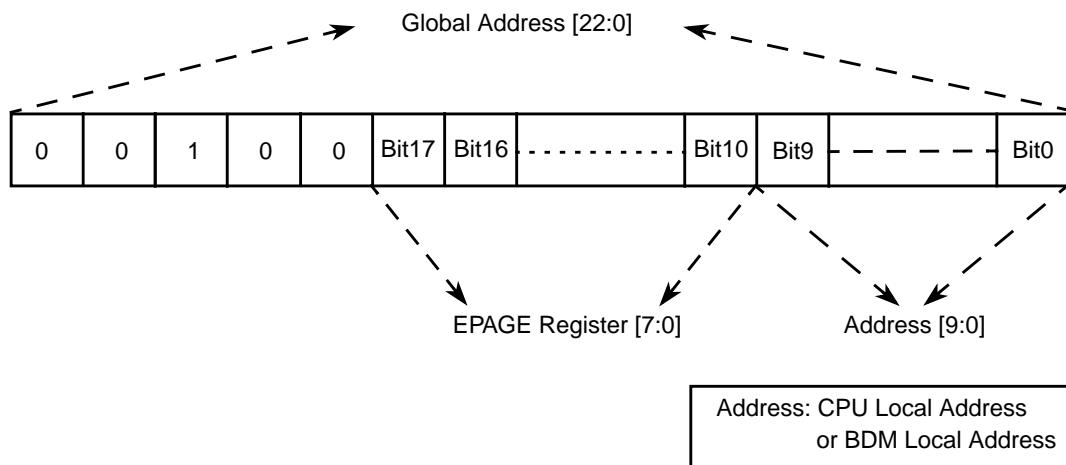 Global Address [22:0]
0 0 1 0 0 Bit17 Bit16 Bit10 Bit9 Bit0
EPAGE Register [7:0] Address [9:0]
Address: CPU Local Address
or BDM Local Address